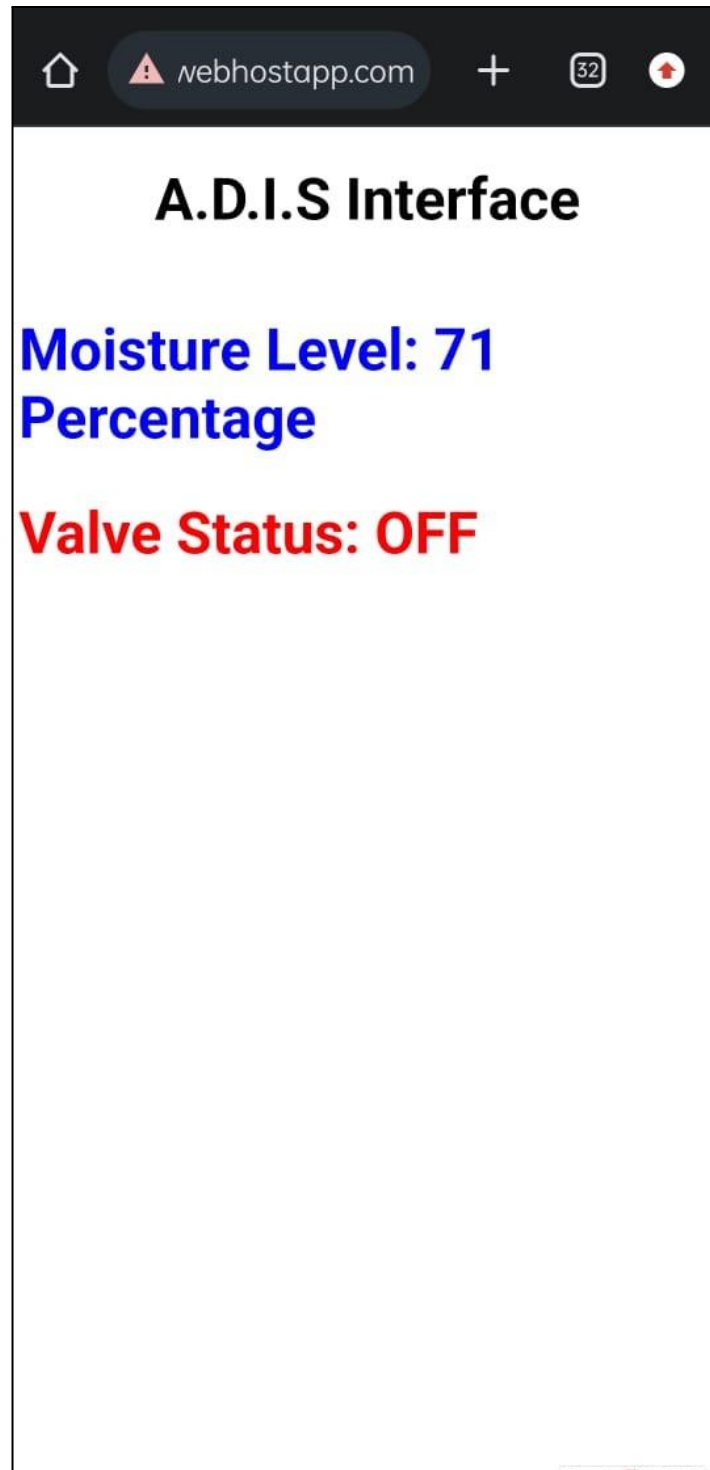 webhostapp.com
32
A.D.I.S Interface
Moisture Level: 71
Percentage
Valve Status: OFF